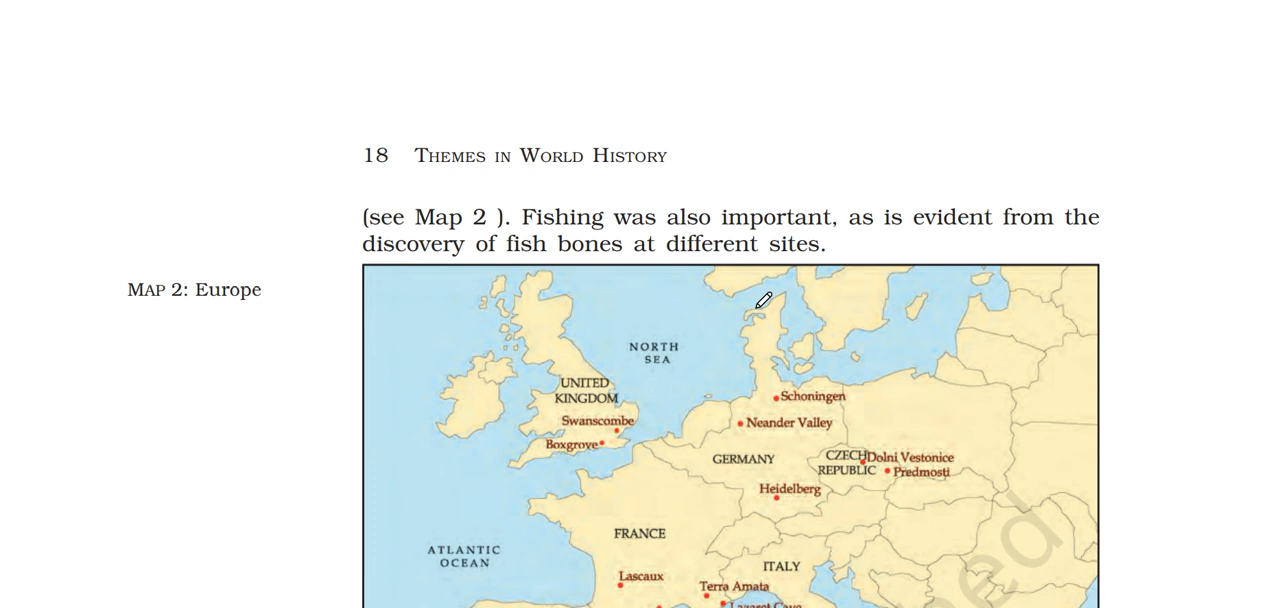 18 THEMES IN WORLD HISTORY
(see Map 2 ). Fishing was also important, as is evident from the
discovery of fish bones at different sites.
MAP 2: Europe
NORTH
SEA
UNITED
KINGDOM
Schoningen
Swanscombe
Neander Valley
Boxgrove
GERMANY
CZECH
REPUBLIC
Dolni Vestonice
Predmosti
Heidelberg
FRANCE
ATLANTIC
OCEAN
ITALY
Lascaux
Terra Amata
Lazaret Cave